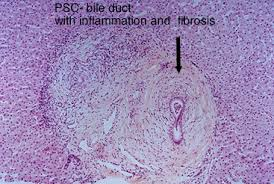 PSC- bile duct
with inflammation and fibrosis